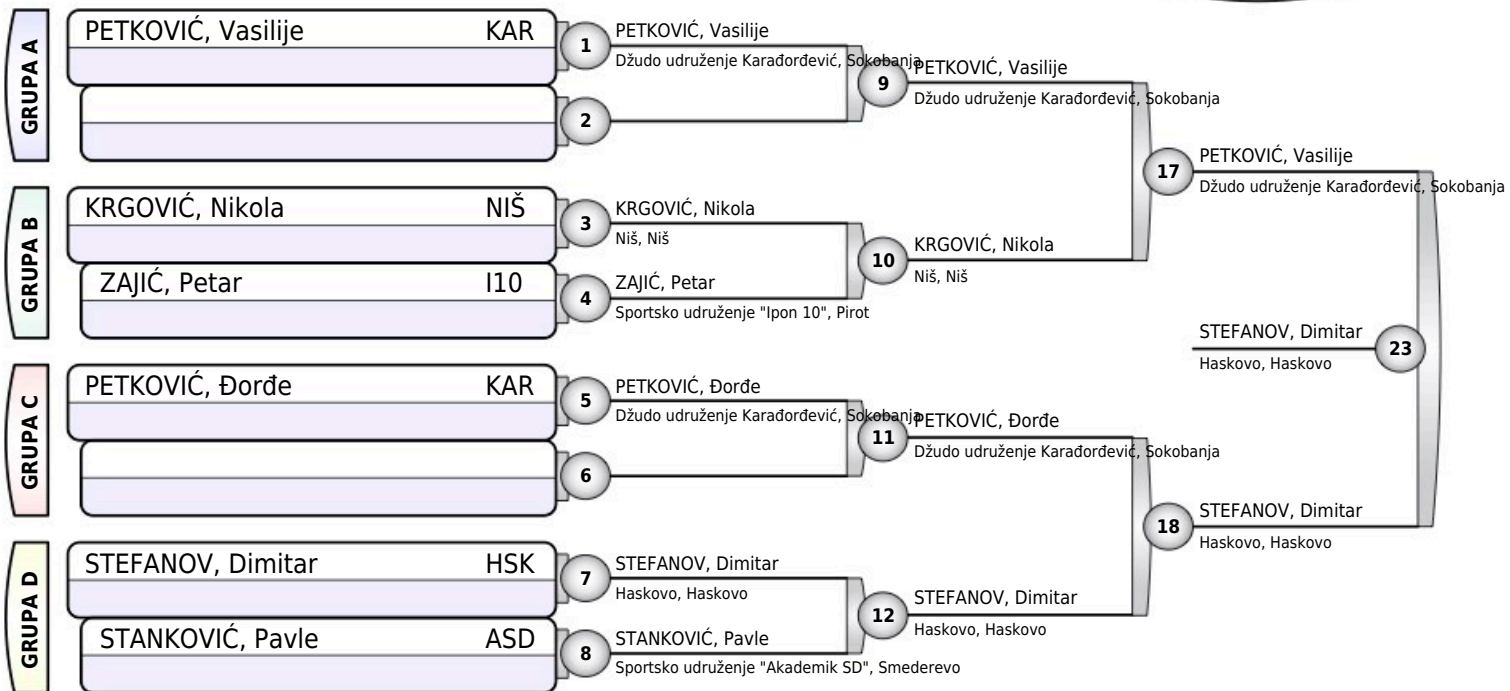 GRUPA A
PETKOVIĆ, Vasilije KAR
1
PETKOVIĆ, Vasilije
Džudo udruženje Karađorđević, Sokobanja
2
9
PETKOVIĆ, Vasilije
Džudo udruženje Karađorđević, Sokobanja
17
PETKOVIĆ, Vasilije
Džudo udruženje Karađorđević, Sokobanja
GRUPA B
KRGOVIĆ, Nikola NIŠ
3
KRGOVIĆ, Nikola
Niš, Niš
ZAJIĆ, Petar I10
4
ZAJIĆ, Petar
Sportsko udruženje "Ipon 10", Pirot
10
KRGOVIĆ, Nikola
Niš, Niš
STEFANOV, Dimitar
Haskovo, Haskovo
23
GRUPA C
PETKOVIĆ, Đorđe KAR
5
PETKOVIĆ, Đorđe
Džudo udruženje Karađorđević, Sokobanja
6
11
PETKOVIĆ, Đorđe
Džudo udruženje Karađorđević, Sokobanja
18
STEFANOV, Dimitar
Haskovo, Haskovo
GRUPA D
STEFANOV, Dimitar HSK
7
STEFANOV, Dimitar
Haskovo, Haskovo
STANKOVIĆ, Pavle ASD
8
STANKOVIĆ, Pavle
Sportsko udruženje "Akademik SD", Smederevo
12
STEFANOV, Dimitar
Haskovo, Haskovo